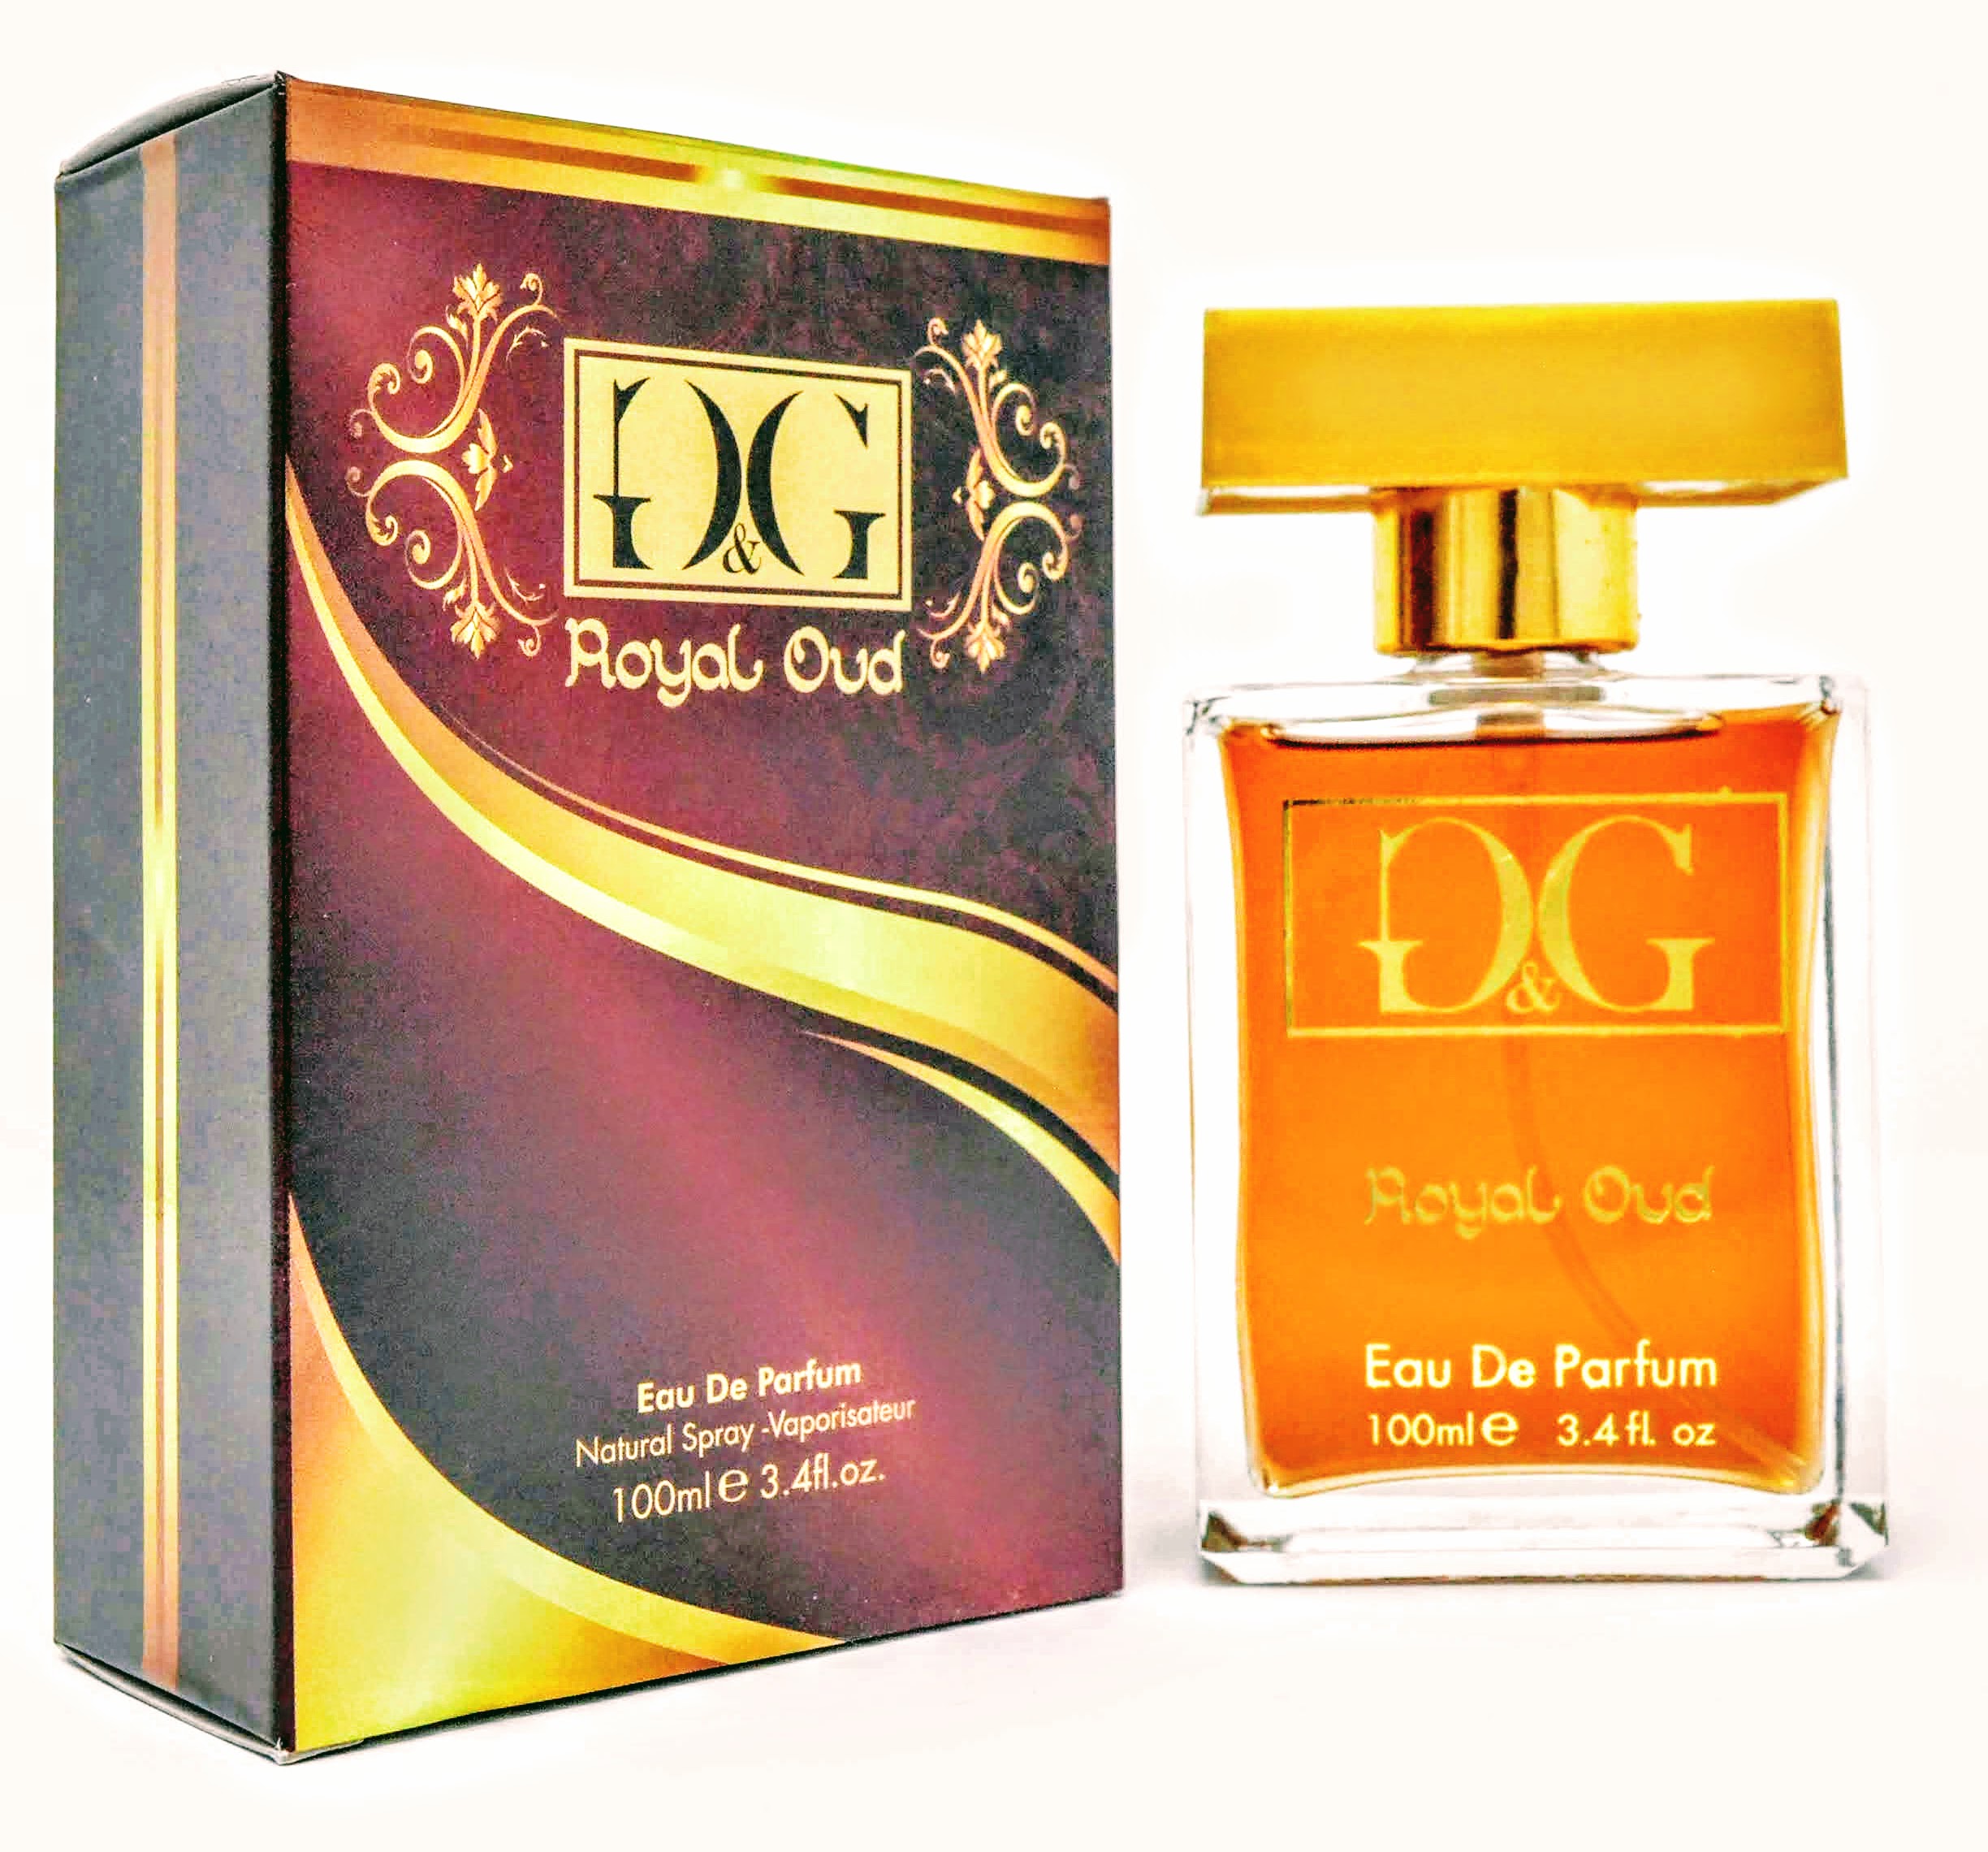 G&G
Royal Oud
Eau De Parfum
Natural Spray -Vaporisateur
100ml e 3.4fl.oz.
G&G
Royal Oud
Eau De Parfum
100ml e 3.4 fl. oz